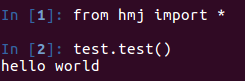 In [1]: from hmj import *
In [2]: test.test()
hello world